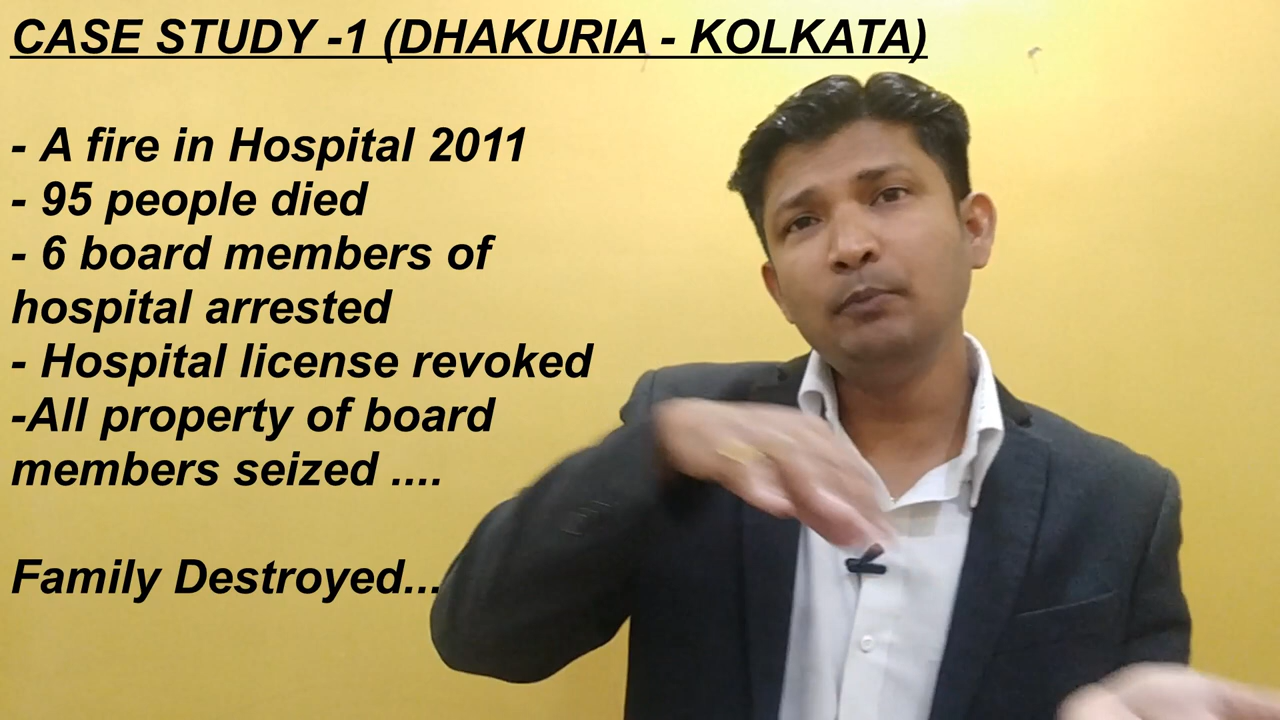 CASE STUDY -1 (DHAKURIA - KOLKATA)
- A fire in Hospital 2011
- 95 people died
- 6 board members of
hospital arrested
- Hospital license revoked
-All property of board
members seized ....
Family Destroyed...